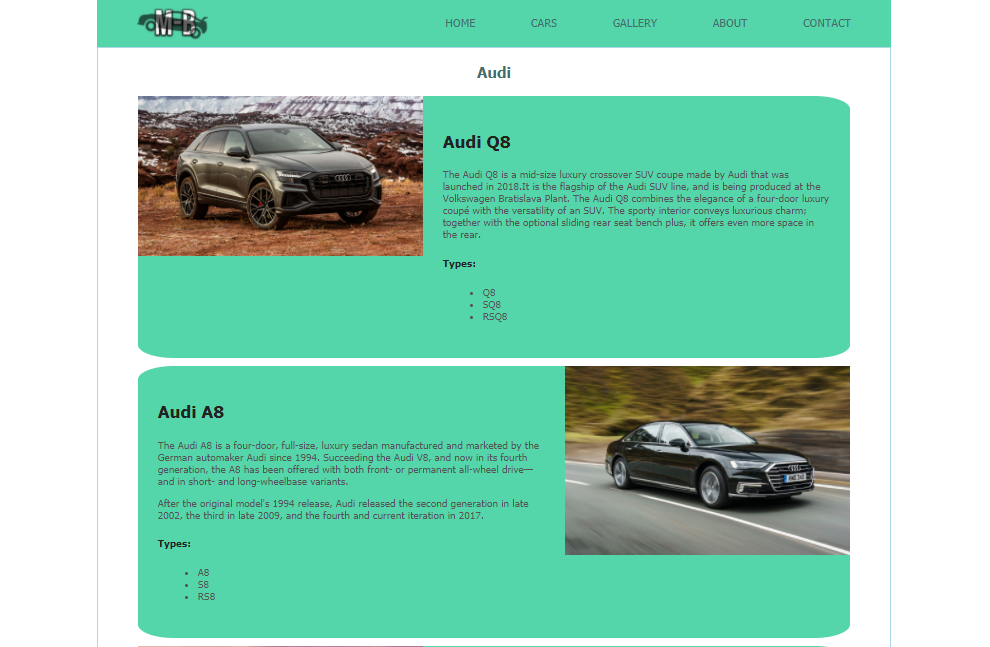 M-B
HOME CARS GALLERY ABOUT CONTACT
Audi
Audi Q8
The Audi Q8 is a mid-size luxury crossover SUV coupe made by Audi that was
launched in 2018.It is the flagship of the Audi SUV line, and is being produced at the
Volkswagen Bratislava Plant. The Audi Q8 combines the elegance of a four-door luxury
coupé with the versatility of an SUV. The sporty interior conveys luxurious charm;
together with the optional sliding rear seat bench plus, it offers even more space in
the rear.
Types:
Q8
SQ8
RSQ8
Audi A8
The Audi A8 is a four-door, full-size, luxury sedan manufactured and marketed by the
German automaker Audi since 1994. Succeeding the Audi V8, and now in its fourth
generation, the A8 has been offered with both front- or permanent all-wheel drive—
and in short- and long-wheelbase variants.
After the original model's 1994 release, Audi released the second generation in late
2002, the third in late 2009, and the fourth and current iteration in 2017.
Types:
A8
S8
RS8